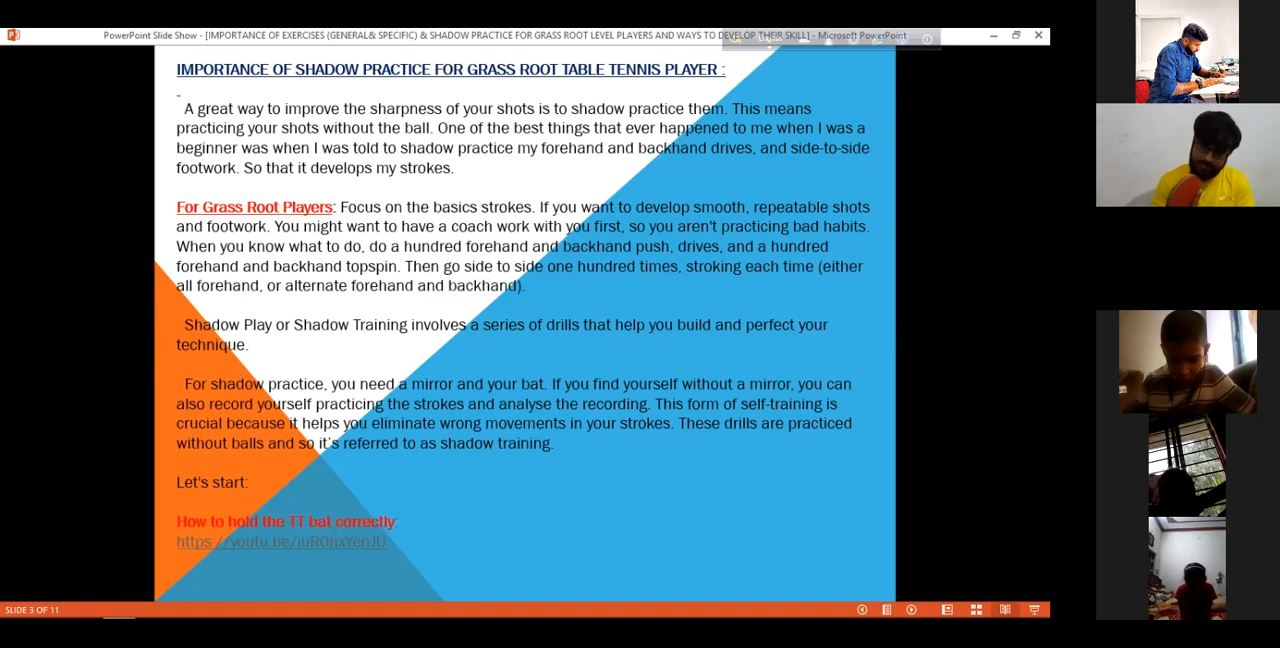 PowerPoint Slide Show - [IMPORTANCE OF EXERCISES (GENERAL& SPECIFIC) & SHADOW PRACTICE FOR GRASS ROOT LEVEL PLAYERS AND WAYS TO DEVELOP THEIR SKILL] - Microsoft PowerPoint
IMPORTANCE OF SHADOW PRACTICE FOR GRASS ROOT TABLE TENNIS PLAYER :
A great way to improve the sharpness of your shots is to shadow practice them. This means
practicing your shots without the ball. One of the best things that ever happened to me when I was a
beginner was when I was told to shadow practice my forehand and backhand drives, and side-to-side
footwork. So that it develops my strokes.
For Grass Root Players: Focus on the basics strokes. If you want to develop smooth, repeatable shots
and footwork. You might want to have a coach work with you first, so you aren't practicing bad habits.
When you know what to do, do a hundred forehand and backhand push, drives, and a hundred
forehand and backhand topspin. Then go side to side one hundred times, stroking each time (either
all forehand, or alternate forehand and backhand).
Shadow Play or Shadow Training involves a series of drills that help you build and perfect your
technique.
For shadow practice, you need a mirror and your bat. If you find yourself without a mirror, you can
also record yourself practicing the strokes and analyse the recording. This form of self-training is
crucial because it helps you eliminate wrong movements in your strokes. These drills are practiced
without balls and so it's referred to as shadow training.
Let's start:
How to hold the TT bat correctly:
SLIDE 3 OF 11